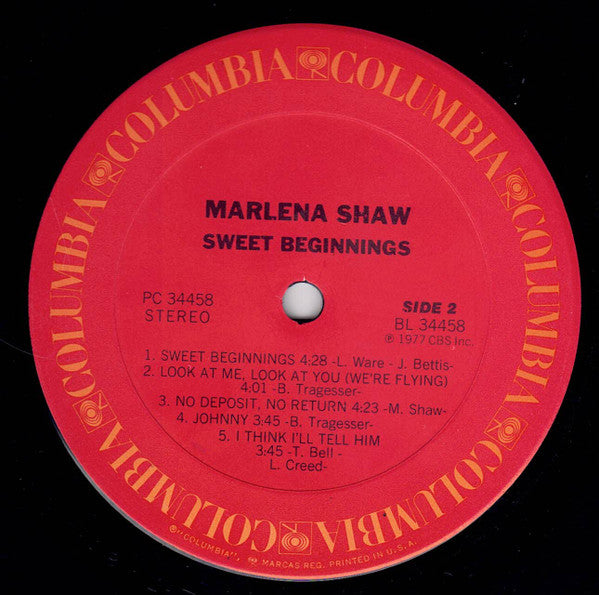 COLUMBIA COLUMBIA COLUMBIA COLUMBIA COLUMBIA COLUMBIA
MARLENA SHAW
SWEET BEGINNINGS
PC 34458
STEREO
SIDE 2
BL 34458
℗ 1977 CBS Inc.
1. SWEET BEGINNINGS 4:28 -L. Ware - J. Bettis-
2. LOOK AT ME, LOOK AT YOU (WE'RE FLYING)
4:01 -B. Tragesser-
3. NO DEPOSIT, NO RETURN 4:23 -M. Shaw-
4. JOHNNY 3:45 -B. Tragesser-
5. I THINK I'LL TELL HIM
3:45 -T. Bell -
L. Creed-
®"COLUMBIA", MARCAS REG. PRINTED IN U.S.A.